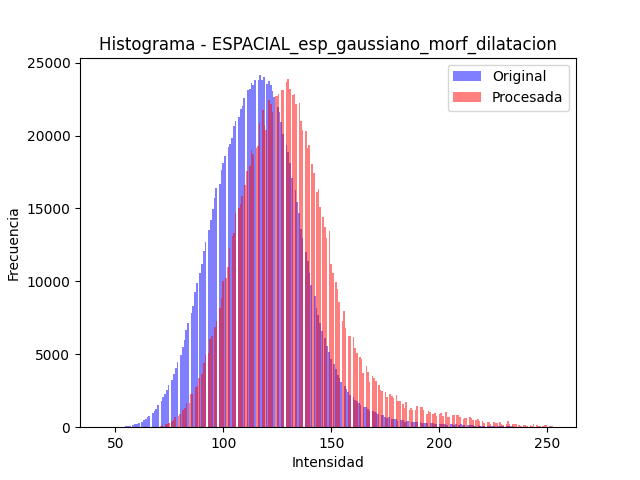 Histograma - ESPACIAL_esp_gaussiano_morf_dilatacion
Original
Procesada
25000
20000
15000
10000
5000
0
Frecuencia
50
100
150
200
250
Intensidad